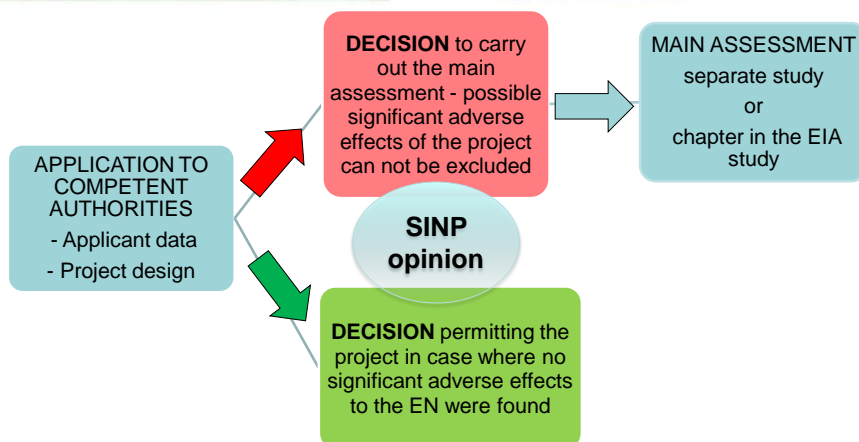 APPLICATION TO
COMPETENT
AUTHORITIES
- Applicant data
- Project design
DECISION to carry
out the main
assessment - possible
significant adverse
effects of the project
can not be excluded
SINP
opinion
DECISION permitting the
project in case where no
significant adverse effects
to the EN were found
MAIN ASSESSMENT
separate study
or
chapter in the EIA
study